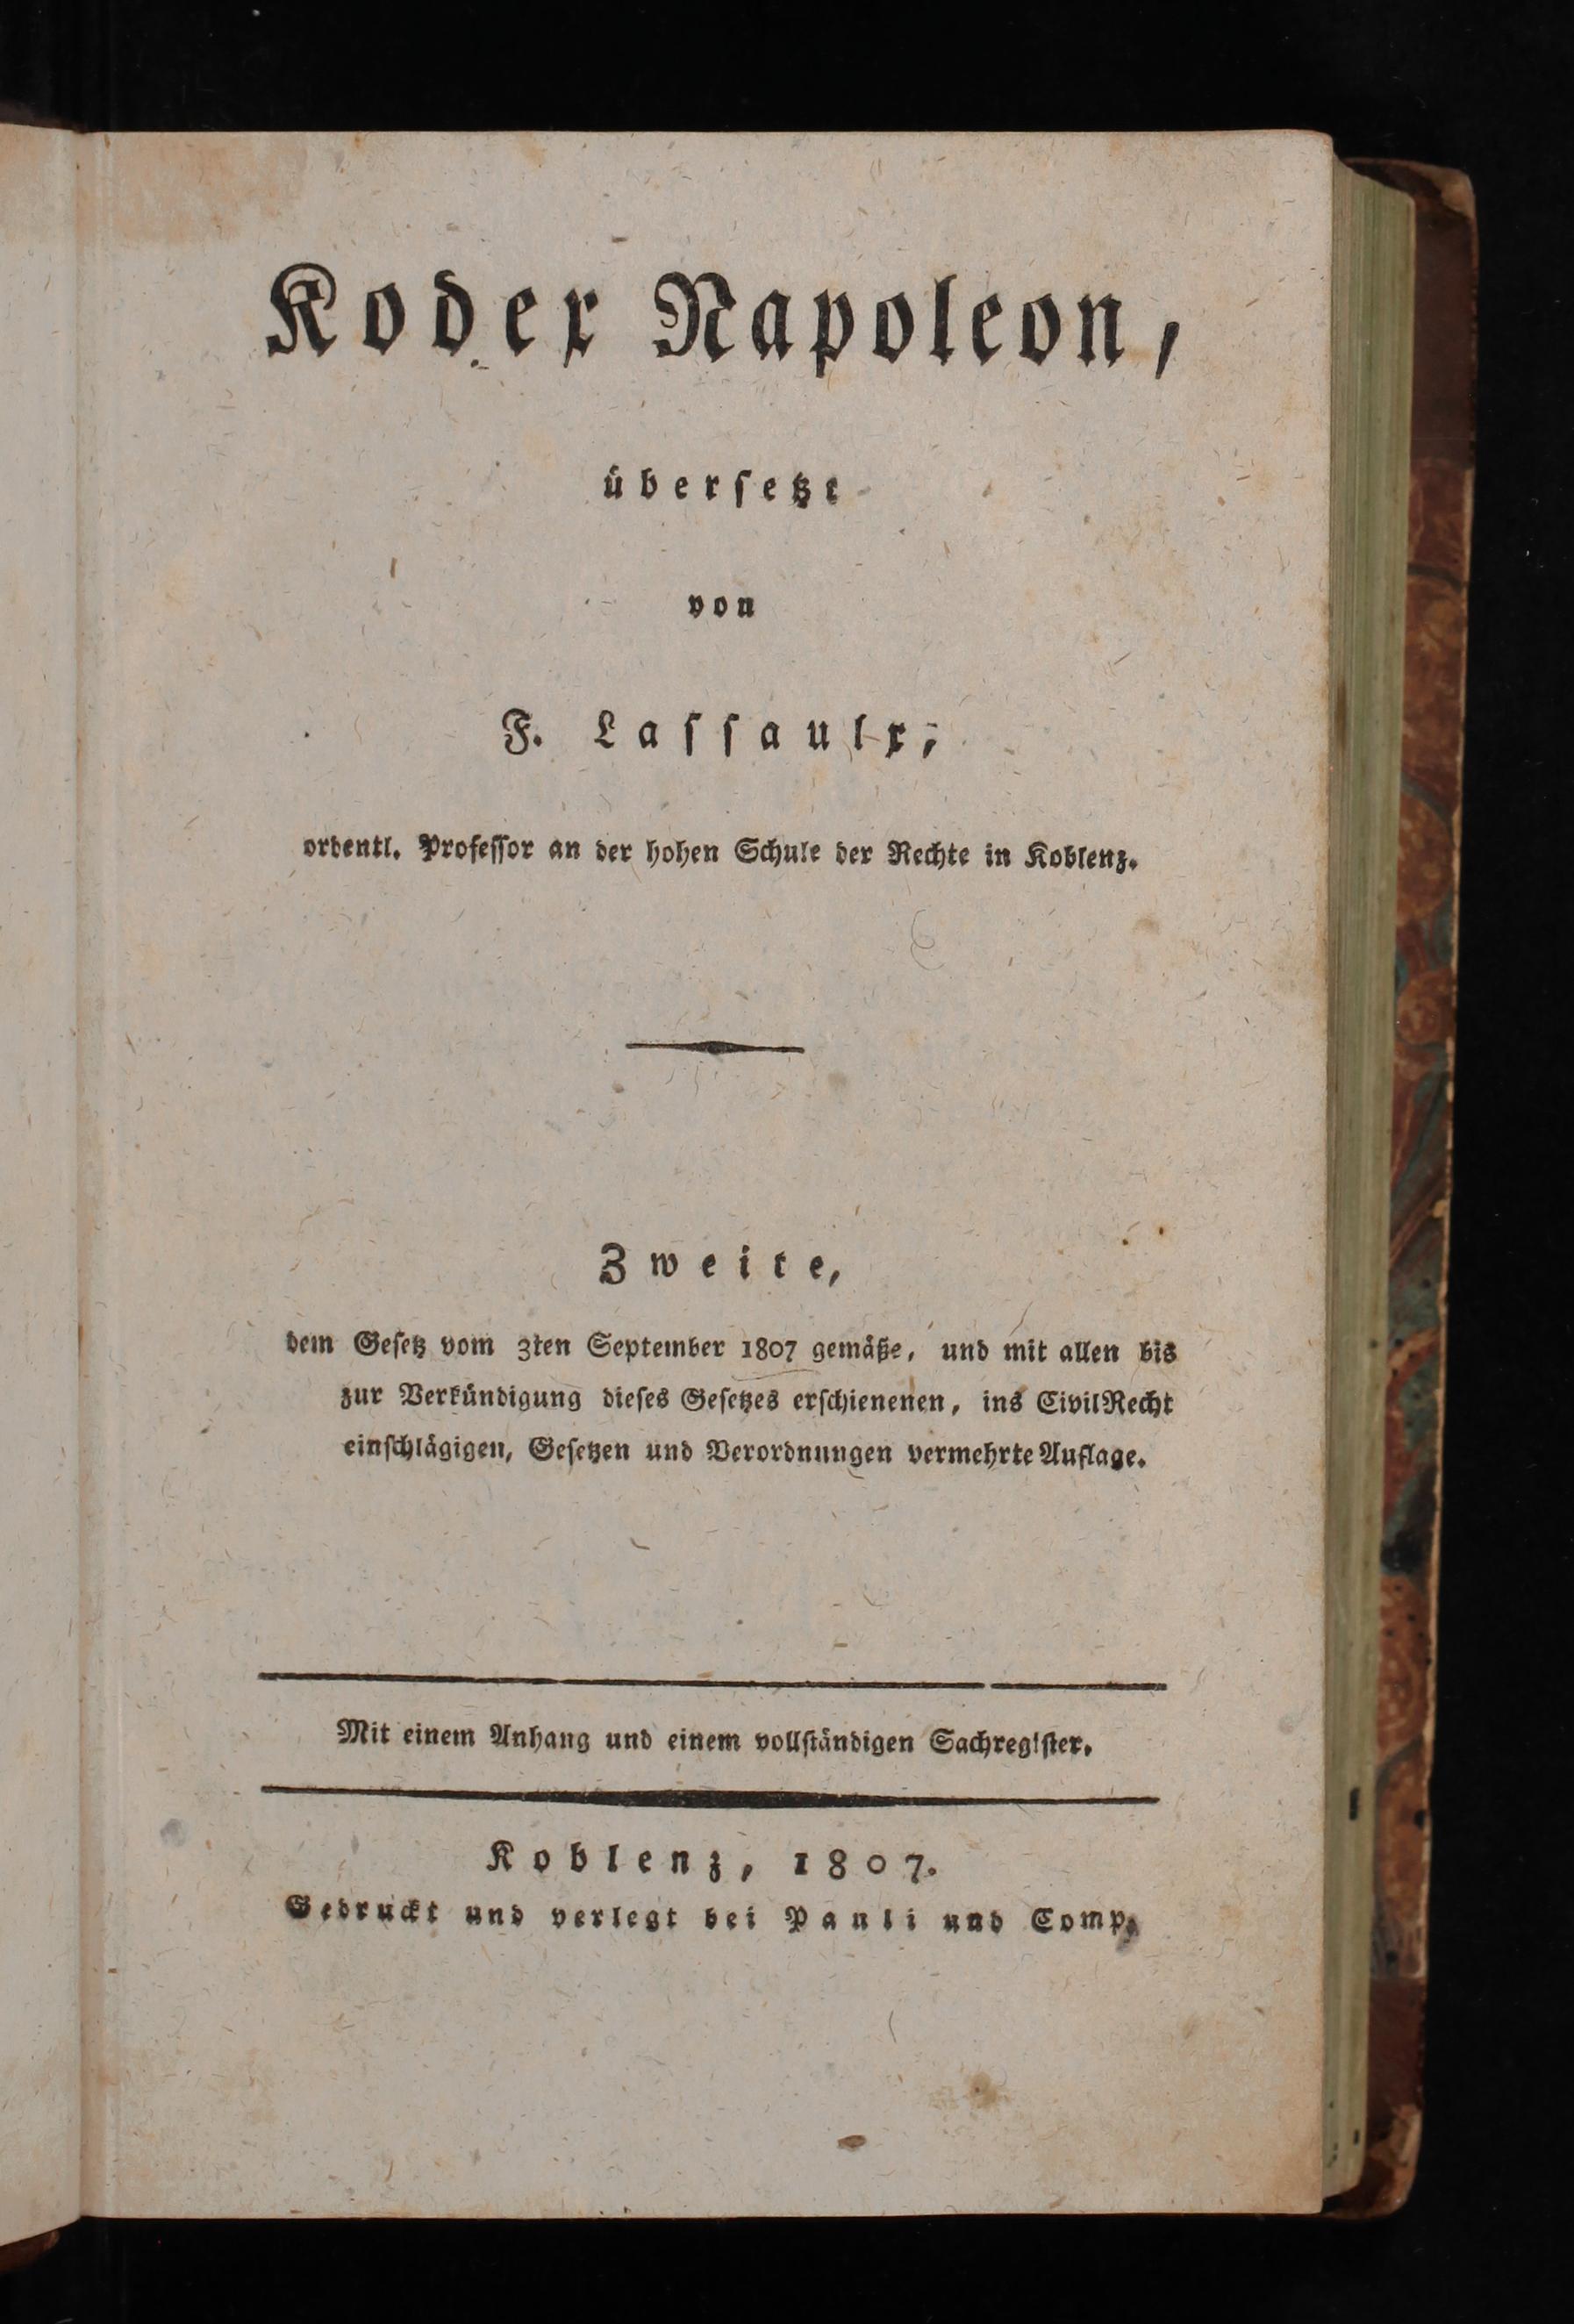 Kodex Napoleon,
übersetzt
von
F. Lassaulx,
ordentl. Professor an der hohen Schule der Rechte in Koblenz.
Zweite,
dem Gesetz vom 3ten September 1807 gemäße, und mit allen bis
zur Verkündigung dieses Gesetzes erschienenen, ins CivilRecht
einschlägigen, Gesetzen und Verordnungen vermehrte Auflage.
Mit einem Anhang und einem vollständigen Sachregister.
Koblenz, 1807.
Gedruckt und verlegt bei Pauli und Comp.